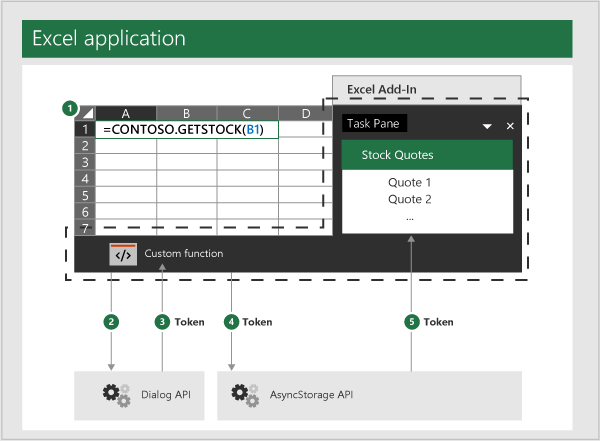 Excel application
Excel Add-In
1
A B C D
1 =CONTOSO.GETSTOCK(B1)
2
3
4
5
6
7
Task Pane
Stock Quotes
Quote 1
Quote 2
...
</> Custom function
2 3 Token 4 Token 5 Token
Dialog API AsyncStorage API